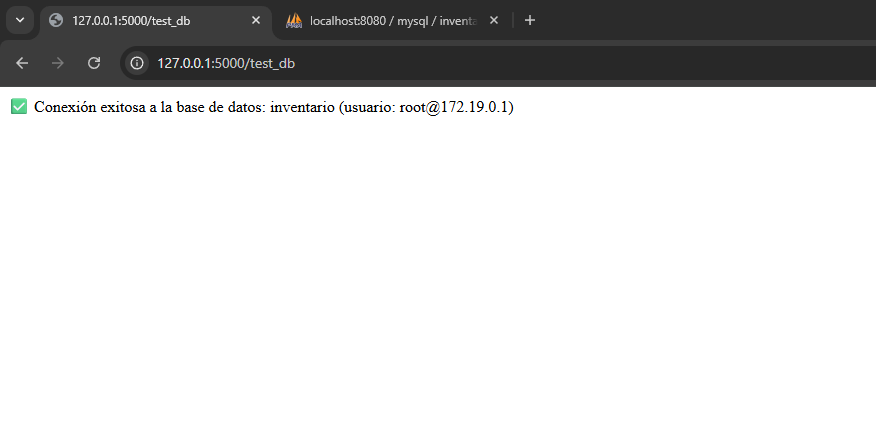 127.0.0.1:5000/test_db
localhost:8080 / mysql / inventa
127.0.0.1:5000/test_db
✅ Conexión exitosa a la base de datos: inventario (usuario: root@172.19.0.1)